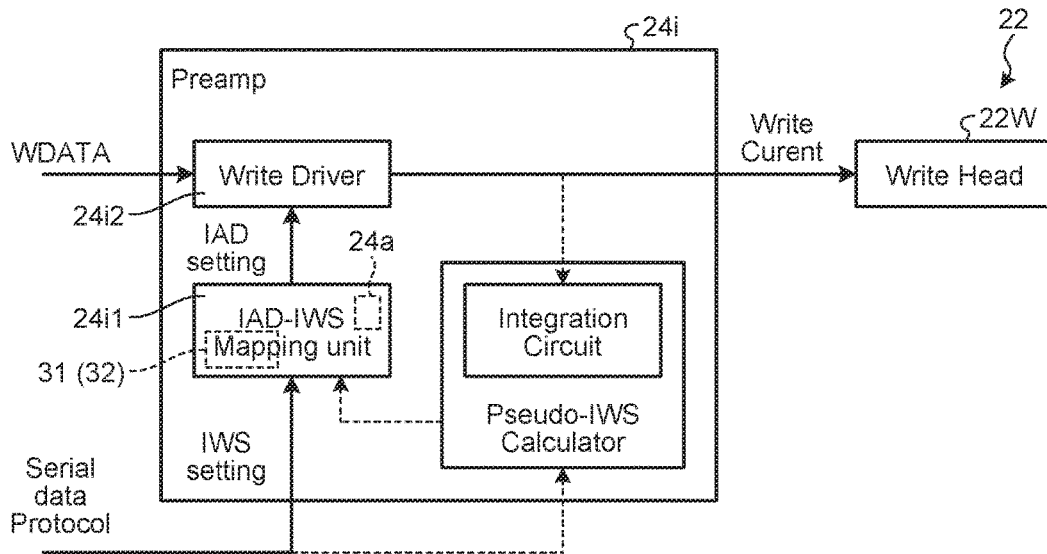 24i
22
Preamp
22W
WDATA
Write Driver
Write
Curent
Write Head
24i2
IAD
setting
24a
24i1
IAD-IWS
Mapping unit
Integration
Circuit
31 (32)
Pseudo-IWS
Calculator
IWS
setting
Serial
data
Protocol